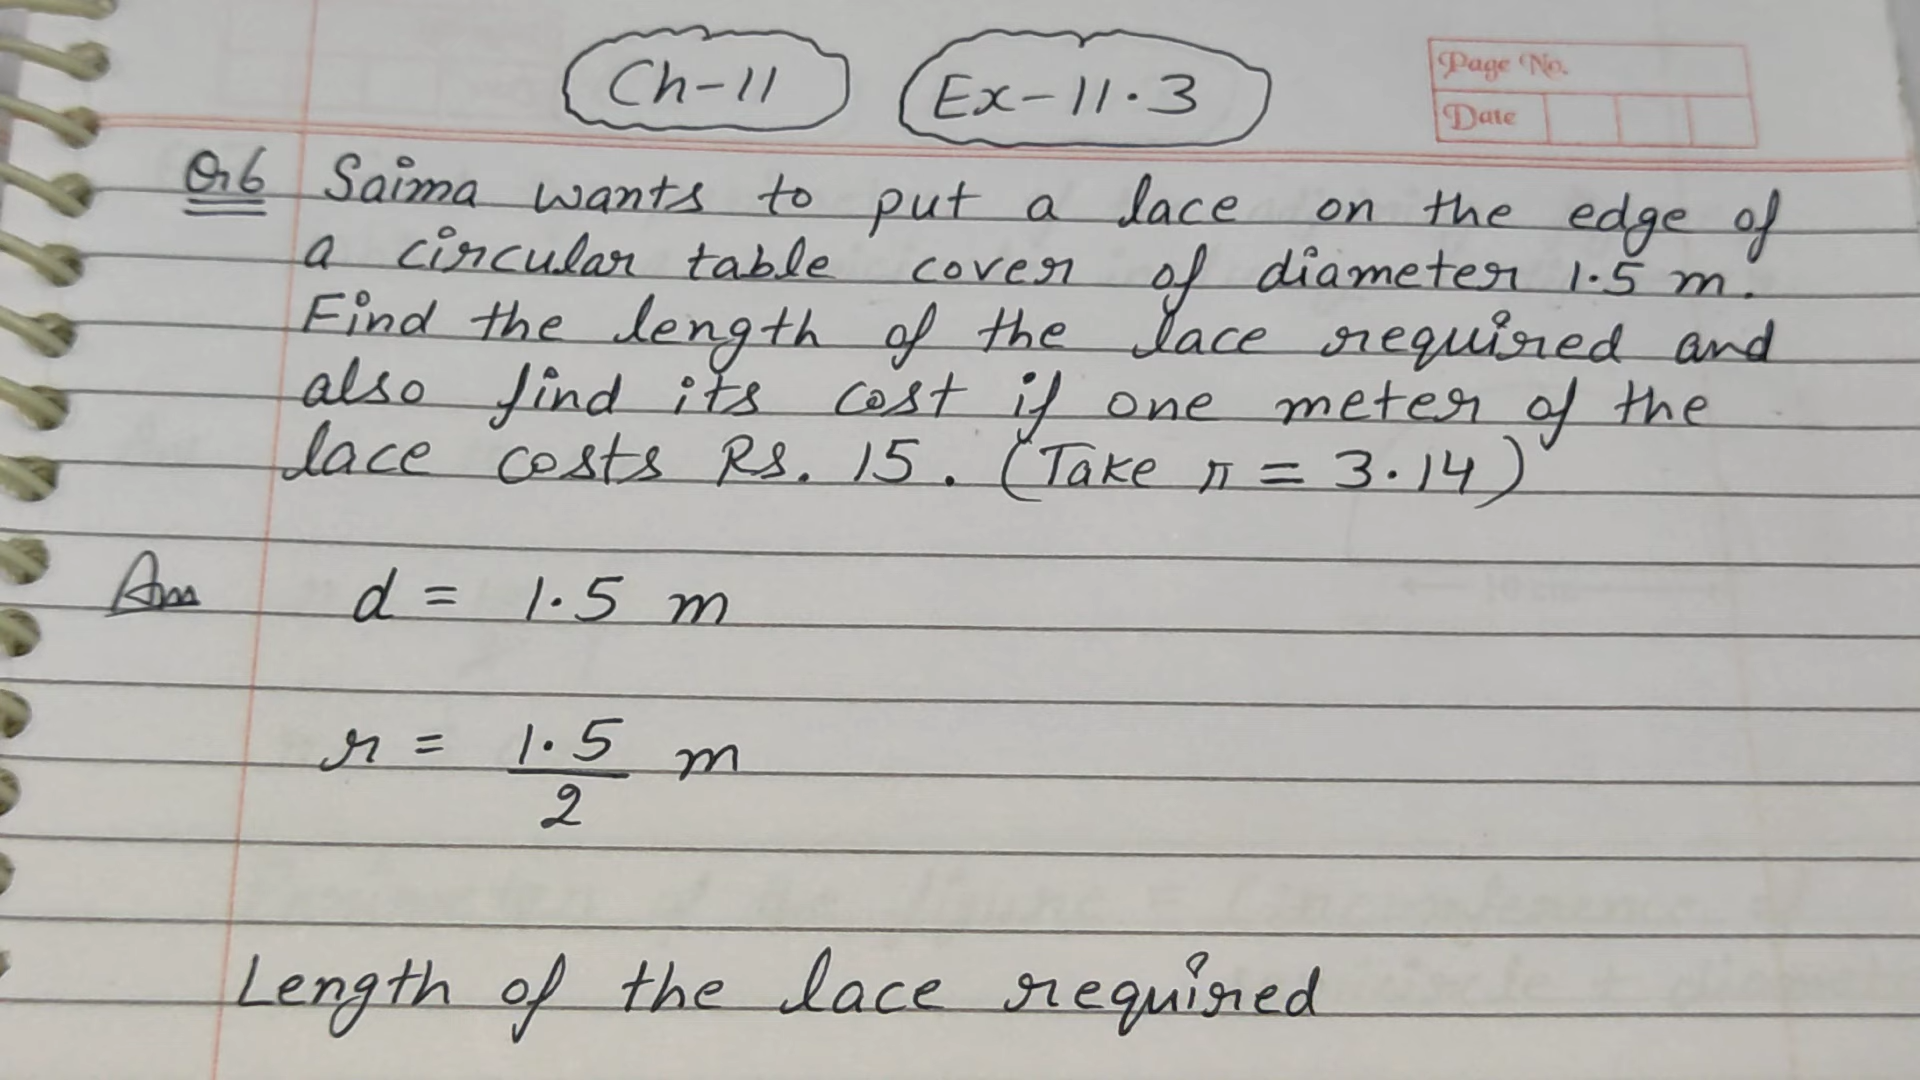 Ch-11 Ex-11.3
Page No.
Date
Q.6 Saima wants to put a lace on the edge of
a circular table cover of diameter 1.5 m.
Find the length of the lace required and
also find its cost if one meter of the
lace costs Rs. 15. (Take π = 3.14)
Ans d = 1.5 m
r = 1.5/2 m
Length of the lace required